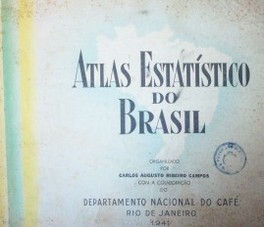 ATLAS ESTATÍSTICO
DO
BRASIL
ORGANIZADO
POR
CARLOS AUGUSTO RIBEIRO CAMPOS
COM A COLABORAÇÃO
DO
DEPARTAMENTO NACIONAL DO CAFÉ
RIO DE JANEIRO
1941